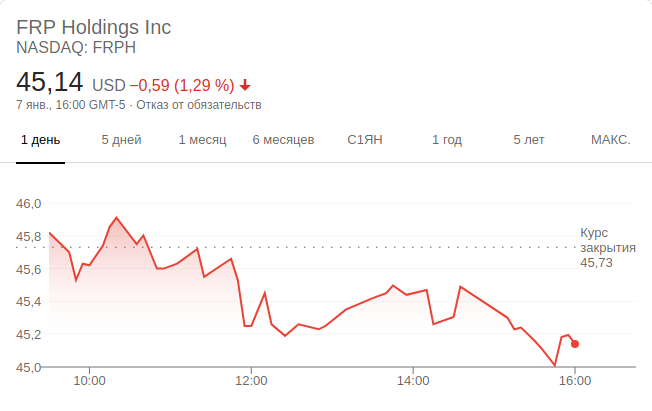 FRP Holdings Inc
NASDAQ: FRPH
45,14 USD −0,59 (1,29 %)
7 янв., 16:00 GMT-5 · Отказ от обязательств
1 день 5 дней 1 месяц 6 месяцев С1ЯН 1 год 5 лет МАКС.
46,0
45,8
45,6
45,4
45,2
45,0
Курс
закрытия
45,73
10:00 12:00 14:00 16:00